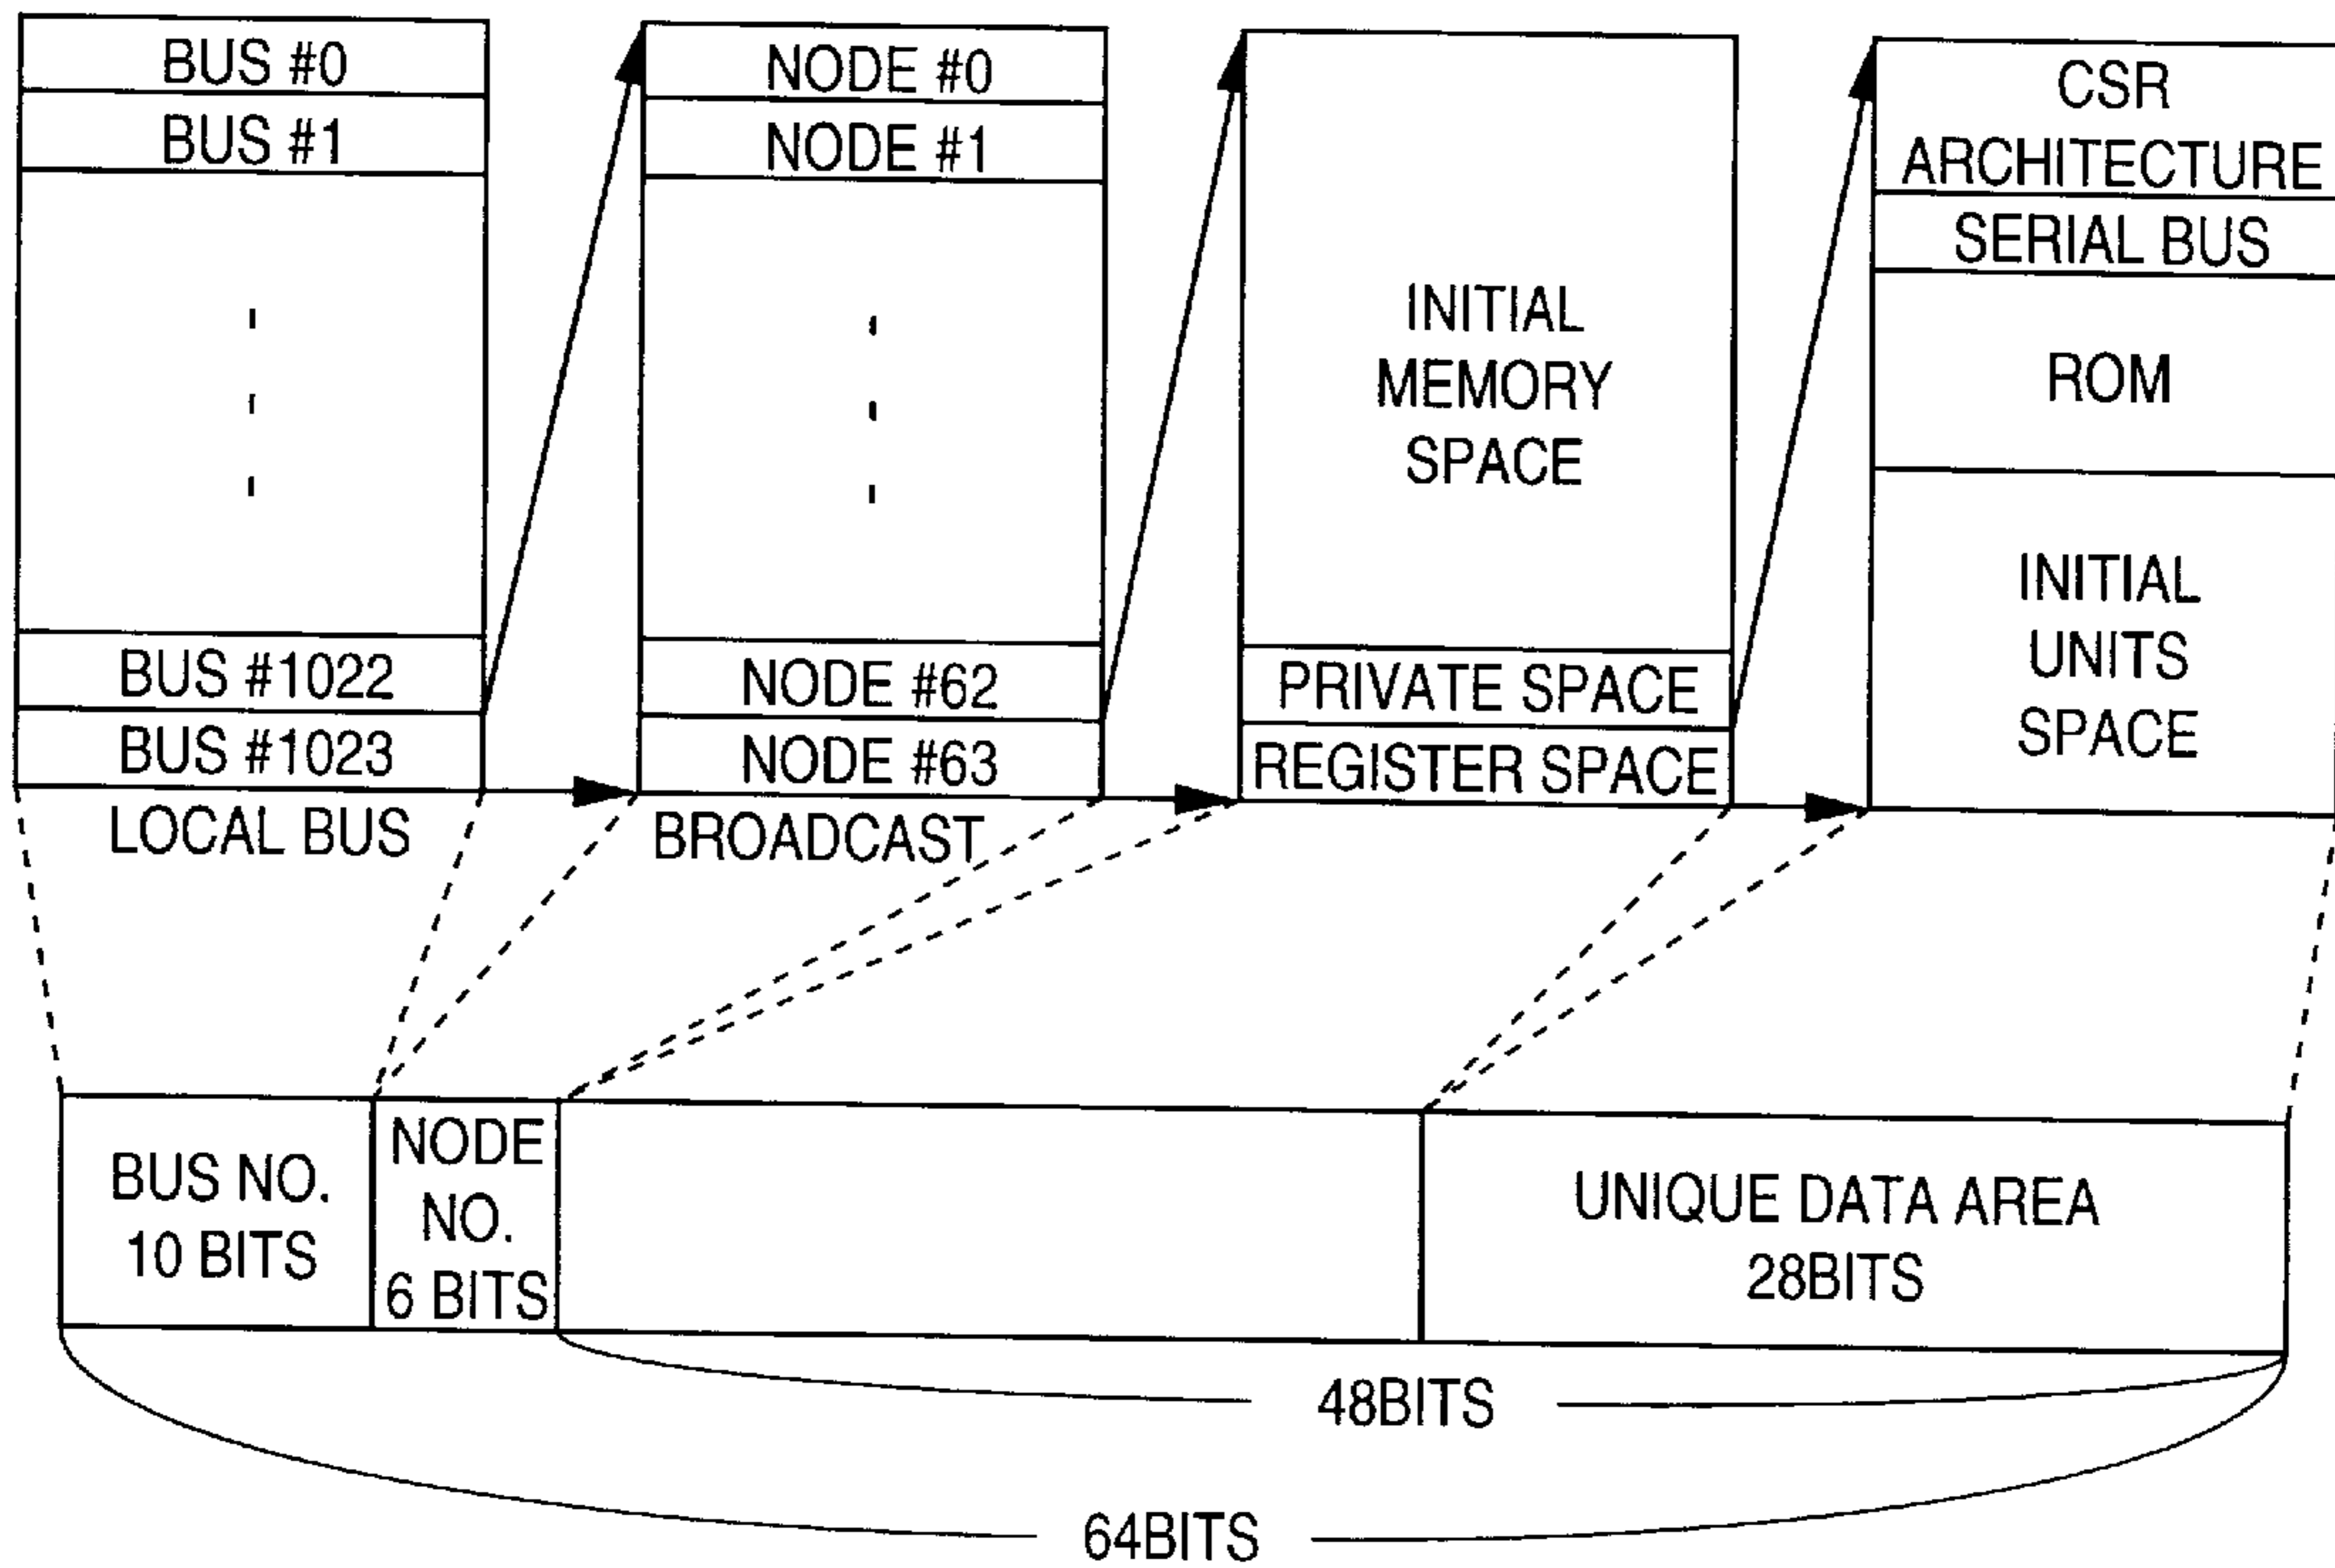 BUS #0
BUS #1
BUS #1022
BUS #1023
LOCAL BUS
NODE #0
NODE #1
NODE #62
NODE #63
BROADCAST
INITIAL
MEMORY
SPACE
PRIVATE SPACE
REGISTER SPACE
CSR
ARCHITECTURE
SERIAL BUS
ROM
INITIAL
UNITS
SPACE
BUS NO.
10 BITS
NODE
NO.
6 BITS
UNIQUE DATA AREA
28BITS
48BITS
64BITS